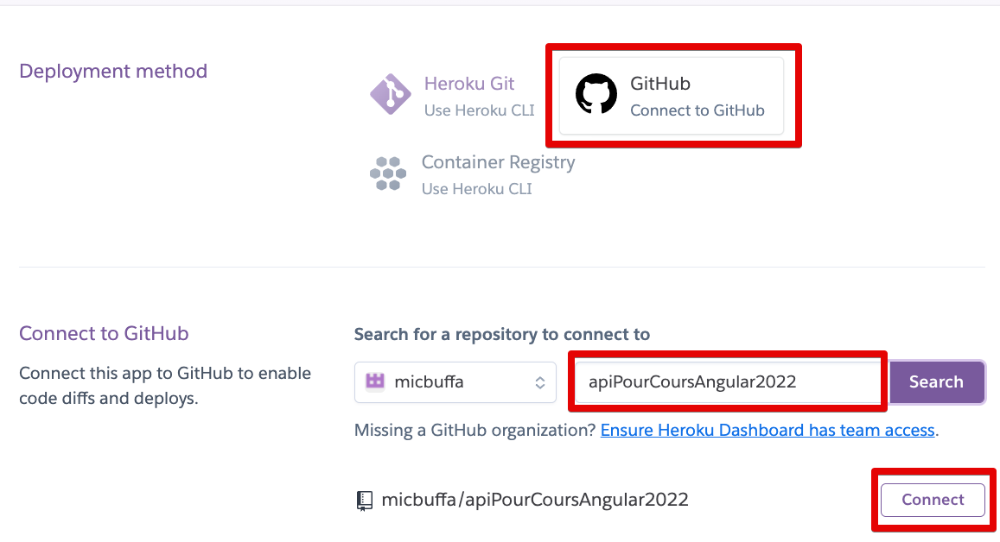 Deployment method
Heroku Git
Use Heroku CLI
GitHub
Connect to GitHub
Container Registry
Use Heroku CLI
Connect to GitHub
Connect this app to GitHub to enable
code diffs and deploys.
Search for a repository to connect to
micbuffa
apiPourCoursAngular2022
Search
Missing a GitHub organization? Ensure Heroku Dashboard has team access.
micbuffa/apiPourCoursAngular2022
Connect